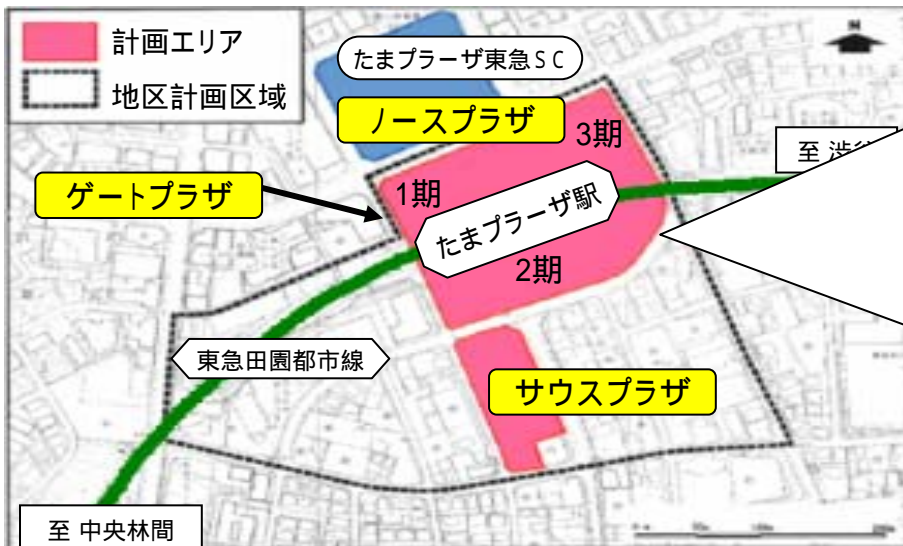 計画エリア
地区計画区域
たまプラーザ東急SC
N
ノースプラザ
3期
至 渋谷
ゲートプラザ
1期
たまプラーザ駅
2期
東急田園都市線
サウスプラザ
至 中央林間